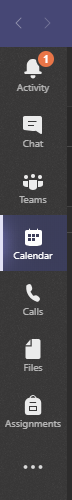 1
Activity
Chat
Teams
Calendar
Calls
Files
Assignments